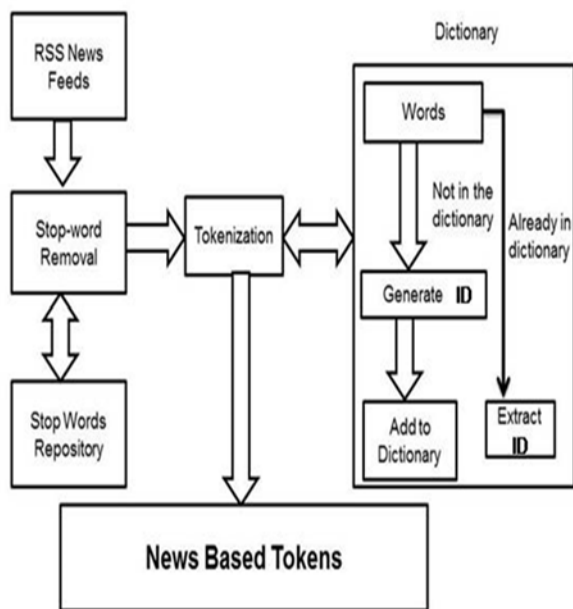 RSS News
Feeds
Stop-word
Removal
Stop Words
Repository
Tokenization
Dictionary
Words
Not in the
dictionary
Already in
dictionary
Generate ID
Add to
Dictionary
Extract
ID
News Based Tokens